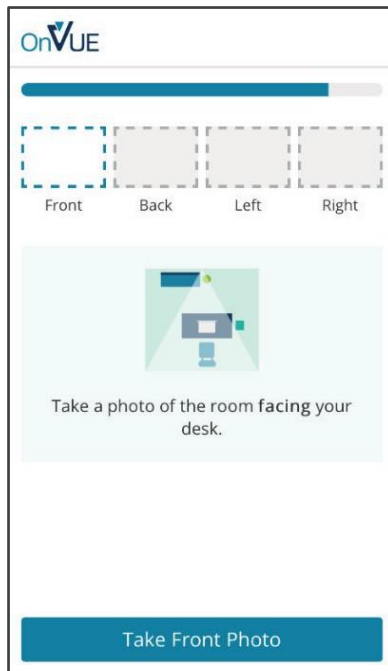 OnVUE
Front Back Left Right
Take a photo of the room facing your
desk.
Take Front Photo